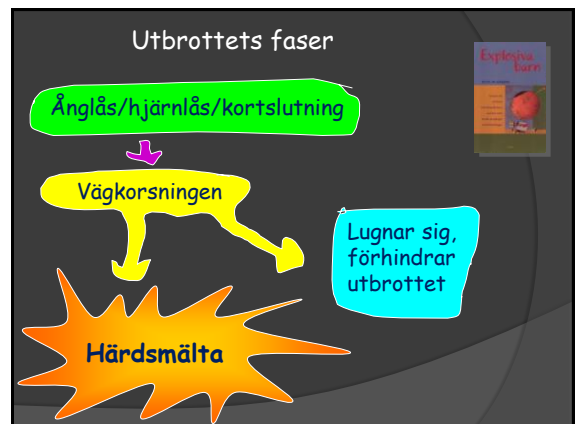 Utbrottets faser
Explosiva
barn
Ånglås/hjärnlås/kortslutning
Vägkorsningen
Lugnar sig,
förhindrar
utbrottet
Härdsmälta